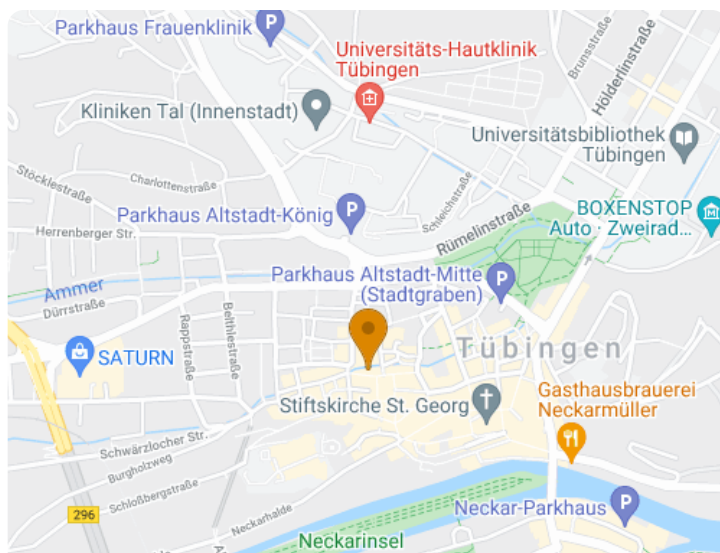 Parkhaus Frauenklinik
P
Universitäts-Hautklinik
Tübingen
Brunsstraße
Hölderlinstraße
Kliniken Tal (Innenstadt)
Universitätsbibliothek
Tübingen
Stöcklestraße
Charlottenstraße
Schleichstraße
Parkhaus Altstadt-König
P
BOXENSTOP
Auto · Zweirad...
Herrenberger Str.
Rümelinstraße
Parkhaus Altstadt-Mitte
(Stadtgraben)
P
Ammer
Dürrstraße
Rappstraße
Belthlestraße
SATURN
Tübingen
Gasthausbrauerei
Neckarmüller
Stiftskirche St. Georg
Schwärzlocher Str.
Burgholzweg
Schloßbergstraße
296
Neckarhalde
Neckar-Parkhaus
P
Neckarinsel